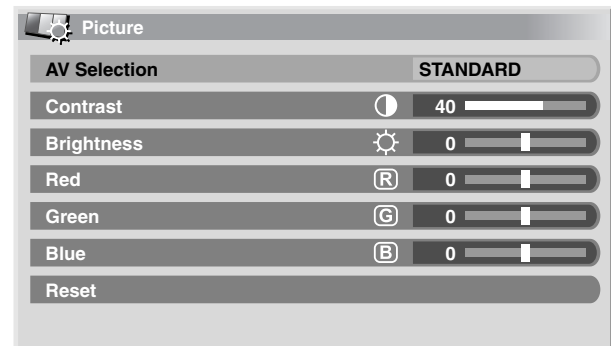 Picture
AV Selection STANDARD
Contrast 40
Brightness 0
Red R 0
Green G 0
Blue B 0
Reset